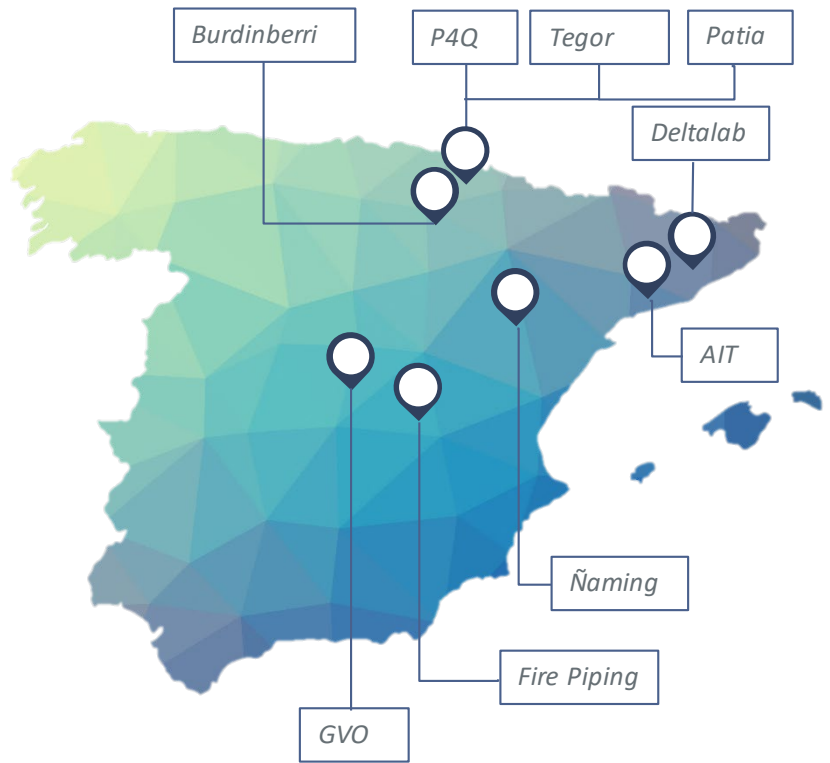 Burdinberri
P4Q
Tegor
Patia
Deltalab
AIT
Ñaming
Fire Piping
GVO